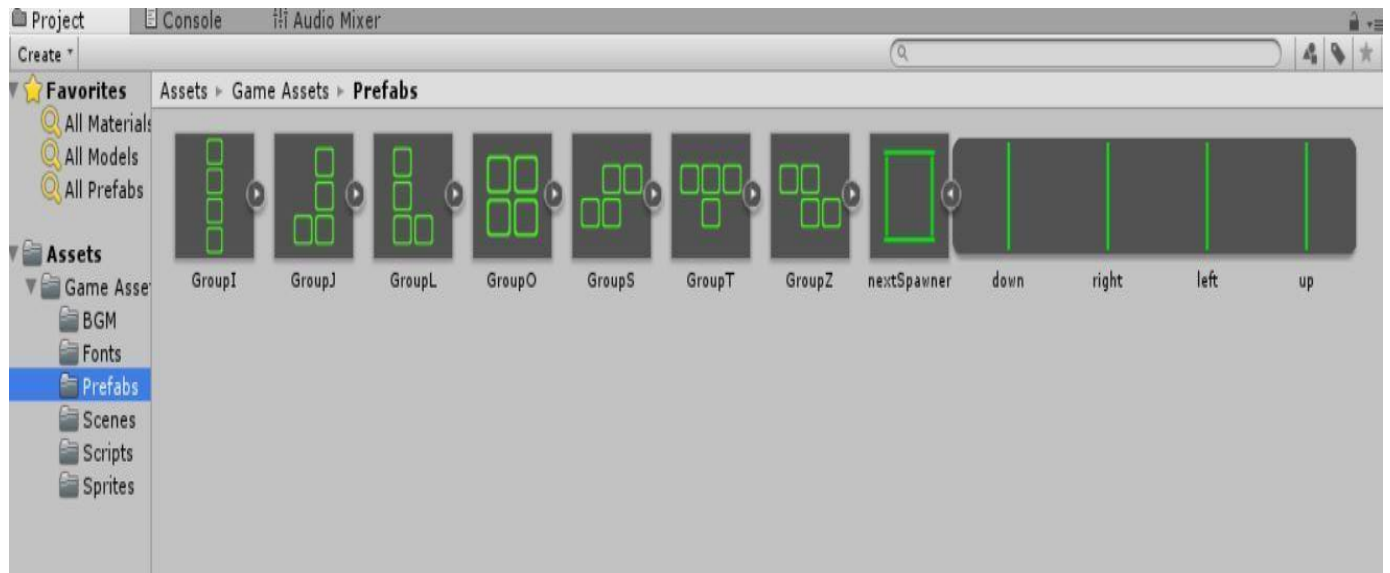 Project Console Audio Mixer
Create
Favorites Assets Game Assets Prefabs
All Materials
All Models
All Prefabs
Assets
Game Asse
BGM
Fonts
Prefabs
Scenes
Scripts
Sprites
GroupI GroupJ GroupL GroupO GroupS GroupT GroupZ nextSpawner down right left up